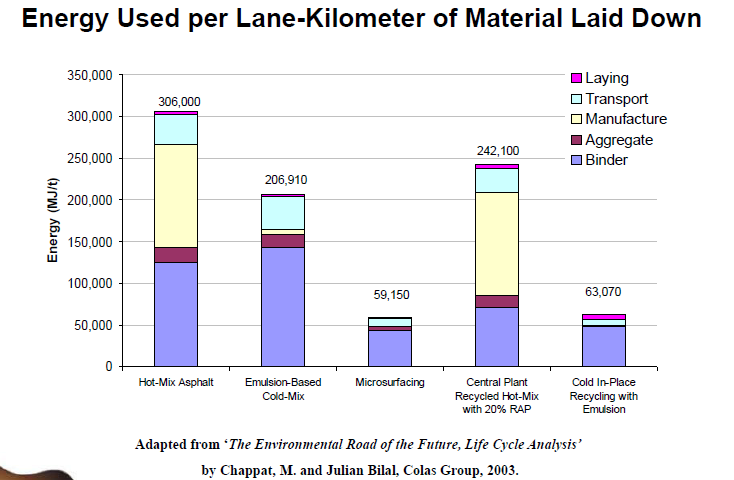 Energy Used per Lane-Kilometer of Material Laid Down
350,000
300,000
250,000
200,000
150,000
100,000
50,000
0
Energy (MJ/t)
306,000
206,910
59,150
242,100
63,070
Laying
Transport
Manufacture
Aggregate
Binder
Hot-Mix Asphalt
Emulsion-Based
Cold-Mix
Microsurfacing
Central Plant
Recycled Hot-Mix
with 20% RAP
Cold In-Place
Recycling with
Emulsion
Adapted from ‘The Environmental Road of the Future, Life Cycle Analysis’
by Chappat, M. and Julian Bilal, Colas Group, 2003.